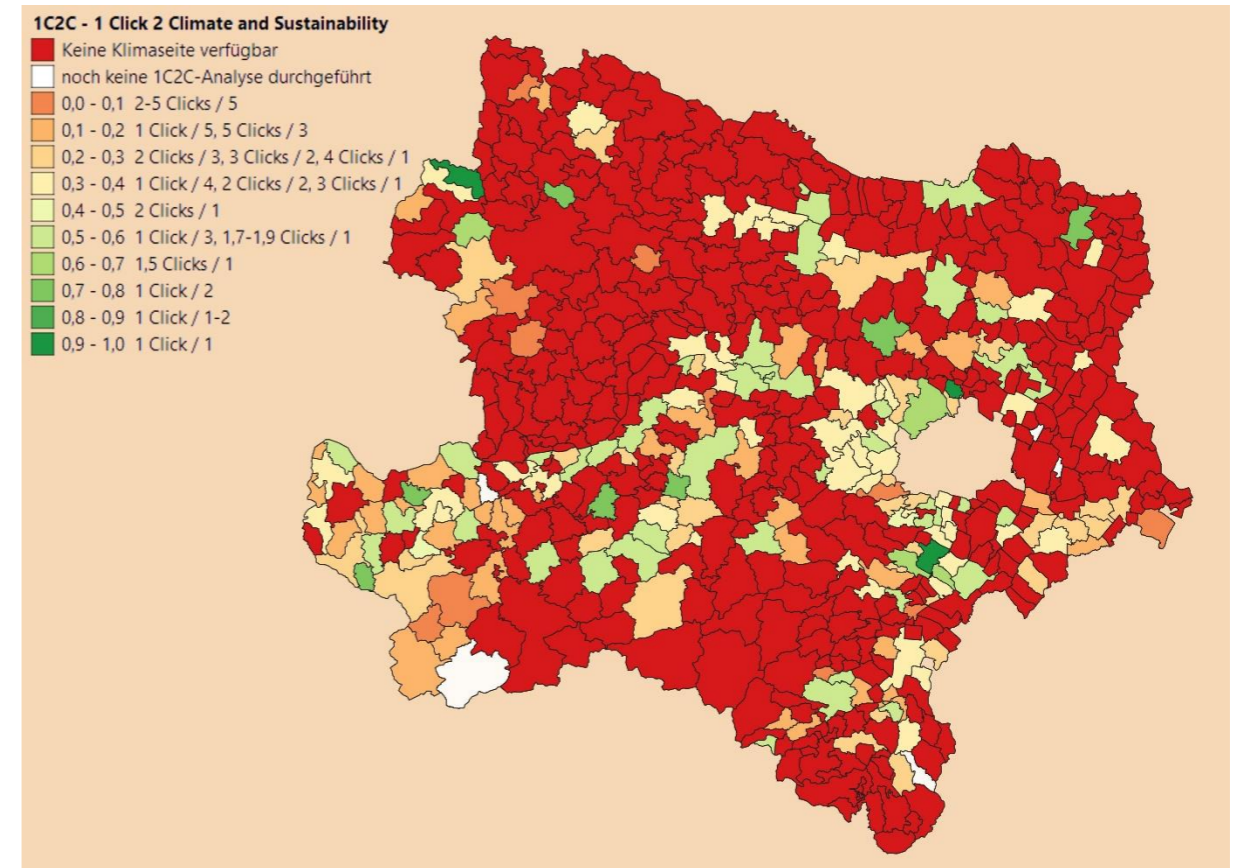 1C2C - 1 Click 2 Climate and Sustainability
Keine Klimaseite verfügbar
noch keine 1C2C-Analyse durchgeführt
0,0 - 0,1 2-5 Clicks / 5
0,1 - 0,2 1 Click / 5, 5 Clicks / 3
0,2 - 0,3 2 Clicks / 3, 3 Clicks / 2, 4 Clicks / 1
0,3 - 0,4 1 Click / 4, 2 Clicks / 2, 3 Clicks / 1
0,4 - 0,5 2 Clicks / 1
0,5 - 0,6 1 Click / 3, 1,7-1,9 Clicks / 1
0,6 - 0,7 1,5 Clicks / 1
0,7 - 0,8 1 Click / 2
0,8 - 0,9 1 Click / 1-2
0,9 - 1,0 1 Click / 1